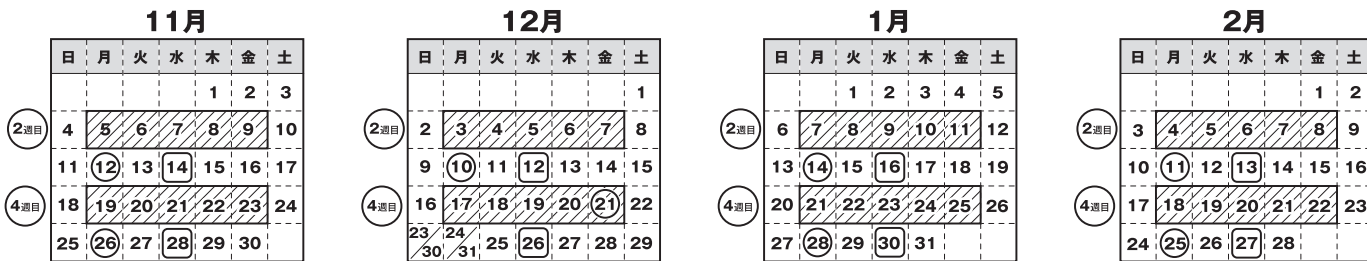 11月
日 月 火 水 木 金 土
1 2 3
2週目 4 5 6 7 8 9 10
11 12 13 14 15 16 17
4週目 18 19 20 21 22 23 24
25 26 27 28 29 30
12月
日 月 火 水 木 金 土
1
2週目 2 3 4 5 6 7 8
9 10 11 12 13 14 15
4週目 16 17 18 19 20 21 22
23/30 24/31 25 26 27 28 29
1月
日 月 火 水 木 金 土
1 2 3 4 5
2週目 6 7 8 9 10 11 12
13 14 15 16 17 18 19
4週目 20 21 22 23 24 25 26
27 28 29 30 31
2月
日 月 火 水 木 金 土
1 2
2週目 3 4 5 6 7 8 9
10 11 12 13 14 15 16
4週目 17 18 19 20 21 22 23
24 25 26 27 28